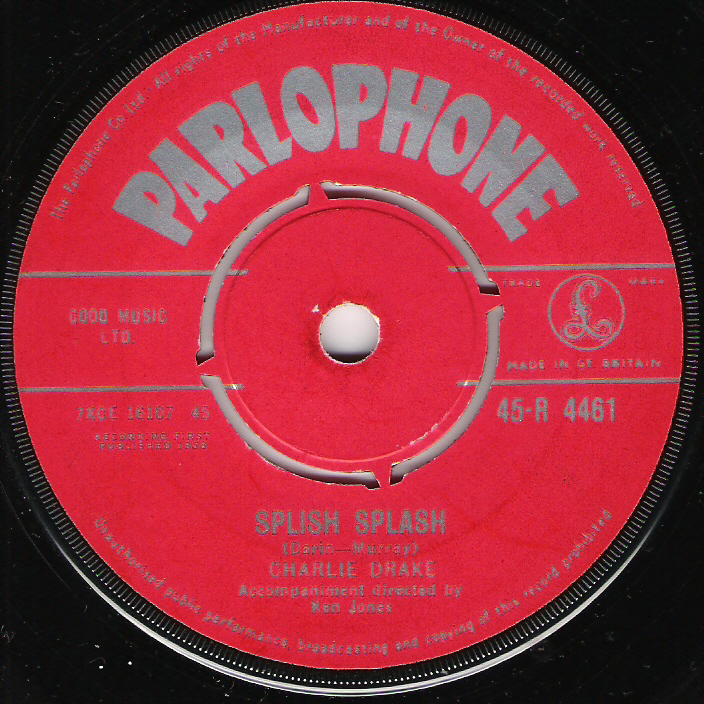 The Parlophone Co Ltd. All rights of the Manufacturer and of the Owner of the recorded work reserved
PARLOPHONE
GOOD MUSIC
LTD.
TRADE MARK
£
MADE IN GT. BRITAIN
7XCE 16107 45
45-R 4461
RECORDING FIRST
PUBLISHED 1958
SPLISH SPLASH
(Darin—Murray)
CHARLIE DRAKE
Accompaniment directed by
Ken Jones
Unauthorised public performance, broadcasting and copying of this record prohibited